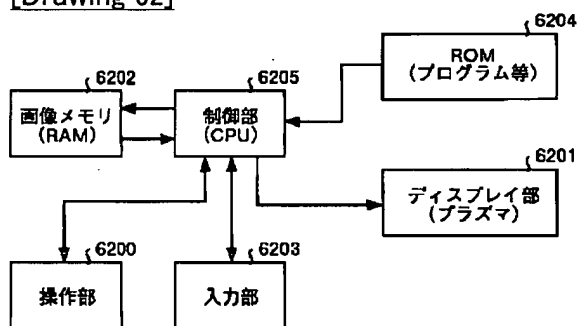 [Drawing 62]
6204
ROM
(プログラム等)
6202
画像メモリ
(RAM)
6205
制御部
(CPU)
6201
ディスプレイ部
(プラズマ)
6200
操作部
6203
入力部